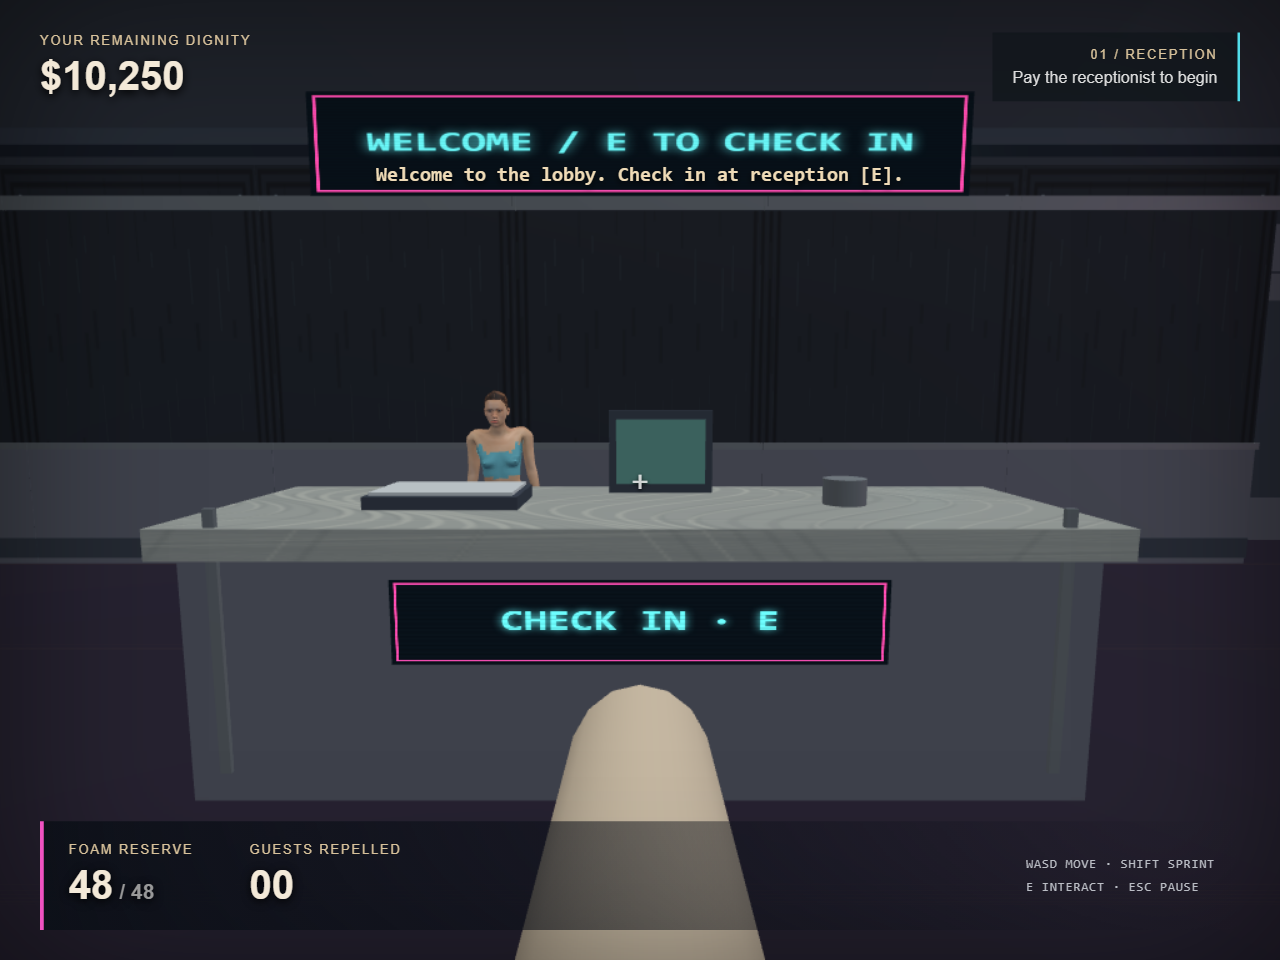 YOUR REMAINING DIGNITY
$10,250
01 / RECEPTION
Pay the receptionist to begin
WELCOME / E TO CHECK IN
Welcome to the lobby. Check in at reception [E].
CHECK IN · E
FOAM RESERVE
48 / 48
GUESTS REPELLED
00
WASD MOVE · SHIFT SPRINT
E INTERACT · ESC PAUSE